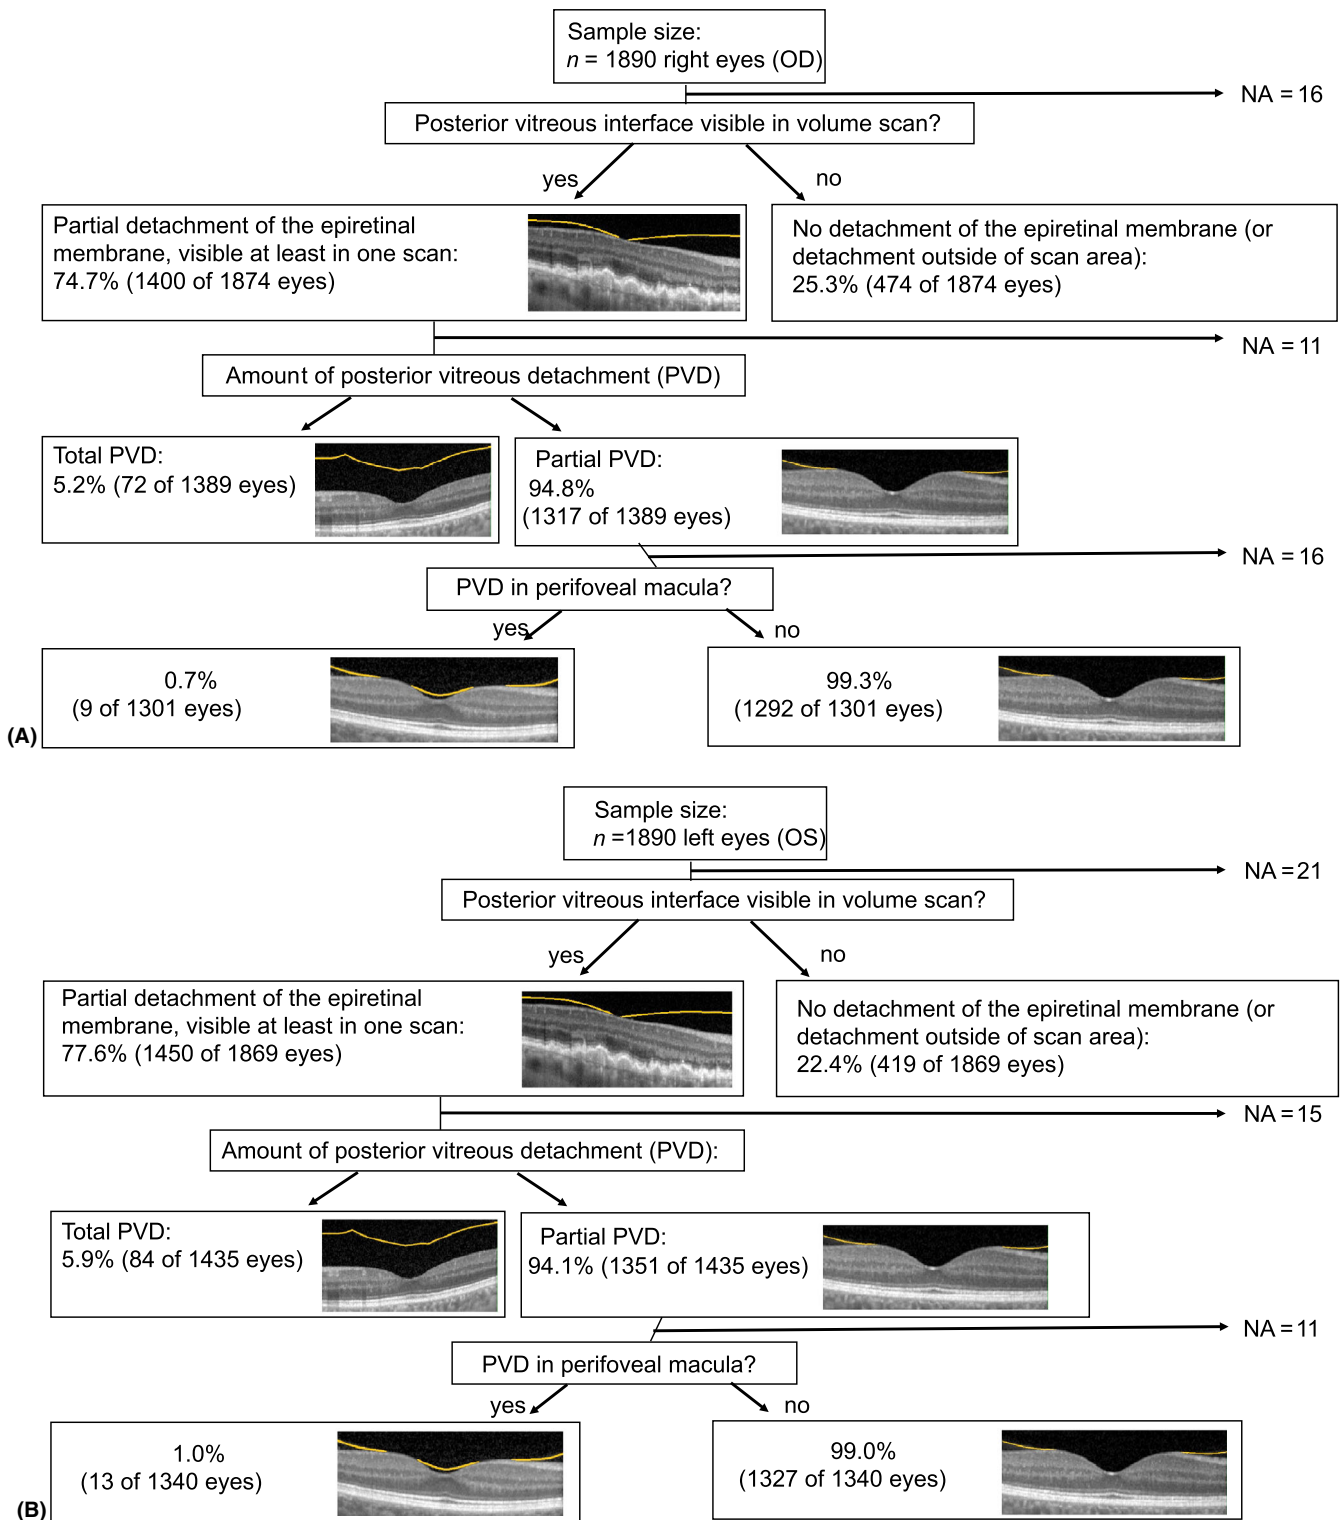 Sample size:
n = 1890 right eyes (OD)
NA = 16
Posterior vitreous interface visible in volume scan?
yes
no
Partial detachment of the epiretinal
membrane, visible at least in one scan:
74.7% (1400 of 1874 eyes)
No detachment of the epiretinal membrane (or
detachment outside of scan area):
25.3% (474 of 1874 eyes)
NA = 11
Amount of posterior vitreous detachment (PVD)
Total PVD:
5.2% (72 of 1389 eyes)
Partial PVD:
94.8%
(1317 of 1389 eyes)
NA = 16
PVD in perifoveal macula?
yes
no
0.7%
(9 of 1301 eyes)
99.3%
(1292 of 1301 eyes)
(A)
Sample size:
n =1890 left eyes (OS)
NA = 21
Posterior vitreous interface visible in volume scan?
yes
no
Partial detachment of the epiretinal
membrane, visible at least in one scan:
77.6% (1450 of 1869 eyes)
No detachment of the epiretinal membrane (or
detachment outside of scan area):
22.4% (419 of 1869 eyes)
NA = 15
Amount of posterior vitreous detachment (PVD):
Total PVD:
5.9% (84 of 1435 eyes)
Partial PVD:
94.1% (1351 of 1435 eyes)
NA = 11
PVD in perifoveal macula?
yes
no
1.0%
(13 of 1340 eyes)
99.0%
(1327 of 1340 eyes)
(B)